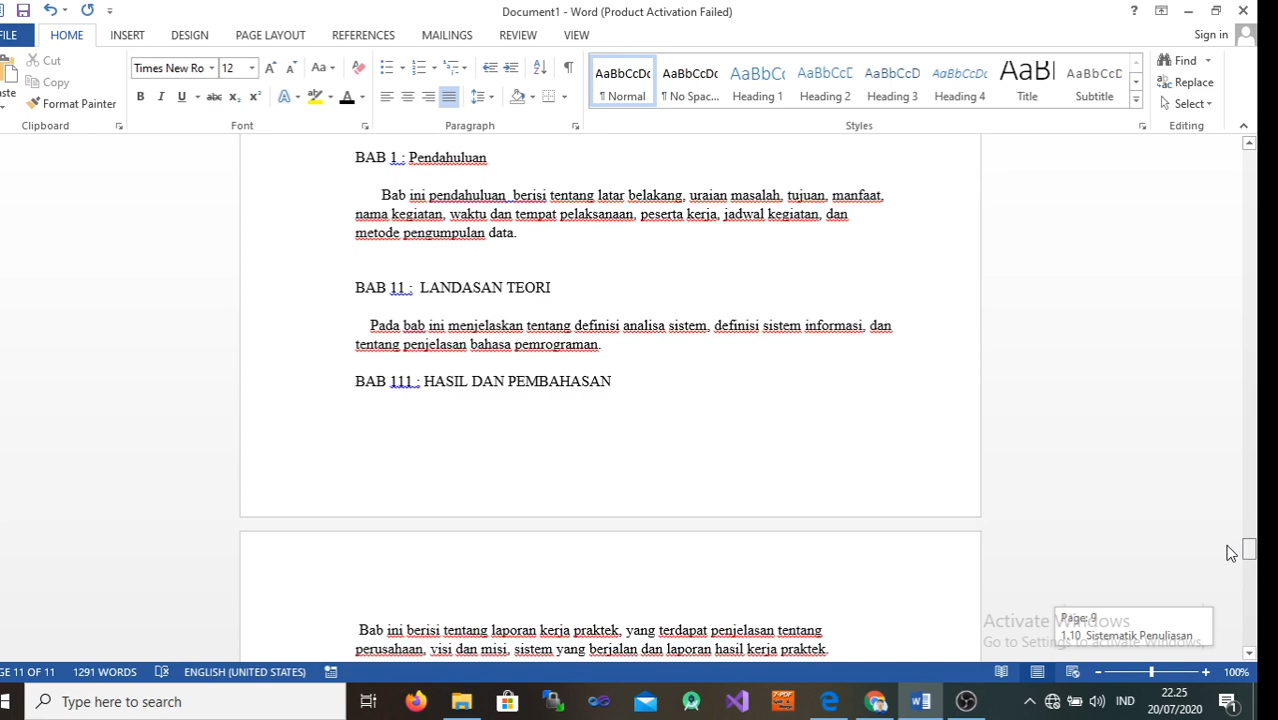 Document1 - Word (Product Activation Failed)
FILE HOME INSERT DESIGN PAGE LAYOUT REFERENCES MAILINGS REVIEW VIEW Sign in
Cut
Copy
Format Painter
Clipboard
Times New Ro 12
Font
Paragraph
AaBbCcDc AaBbCcDc AaBbC AaBbCcD AaBbCcD AaBbCcD AaBb AaBbCcD
¶ Normal ¶ No Spac... Heading 1 Heading 2 Heading 3 Heading 4 Title Subtitle
Styles
Find
Replace
Select
Editing
BAB 1 : Pendahuluan
Bab ini pendahuluan berisi tentang latar belakang, uraian masalah, tujuan, manfaat,
nama kegiatan, waktu dan tempat pelaksanaan, peserta kerja, jadwal kegiatan, dan
metode pengumpulan data.
BAB 11 : LANDASAN TEORI
Pada bab ini menjelaskan tentang definisi analisa sistem, definisi sistem informasi, dan
tentang penjelasan bahasa pemrograman.
BAB 111 : HASIL DAN PEMBAHASAN
Bab ini berisi tentang laporan kerja praktek, yang terdapat penjelasan tentang
perusahaan, visi dan misi, sistem yang berjalan dan laporan hasil kerja praktek.
Page: 9
1.10 Sistematik Penuliasan
Activate Windows
Go to Settings to activate Windows.
GE 11 OF 11 1291 WORDS ENGLISH (UNITED STATES) 100%
Type here to search
IND
22.25
20/07/2020